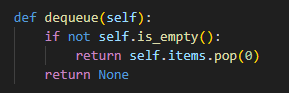 def dequeue(self):
    if not self.is_empty():
        return self.items.pop(0)
    return None